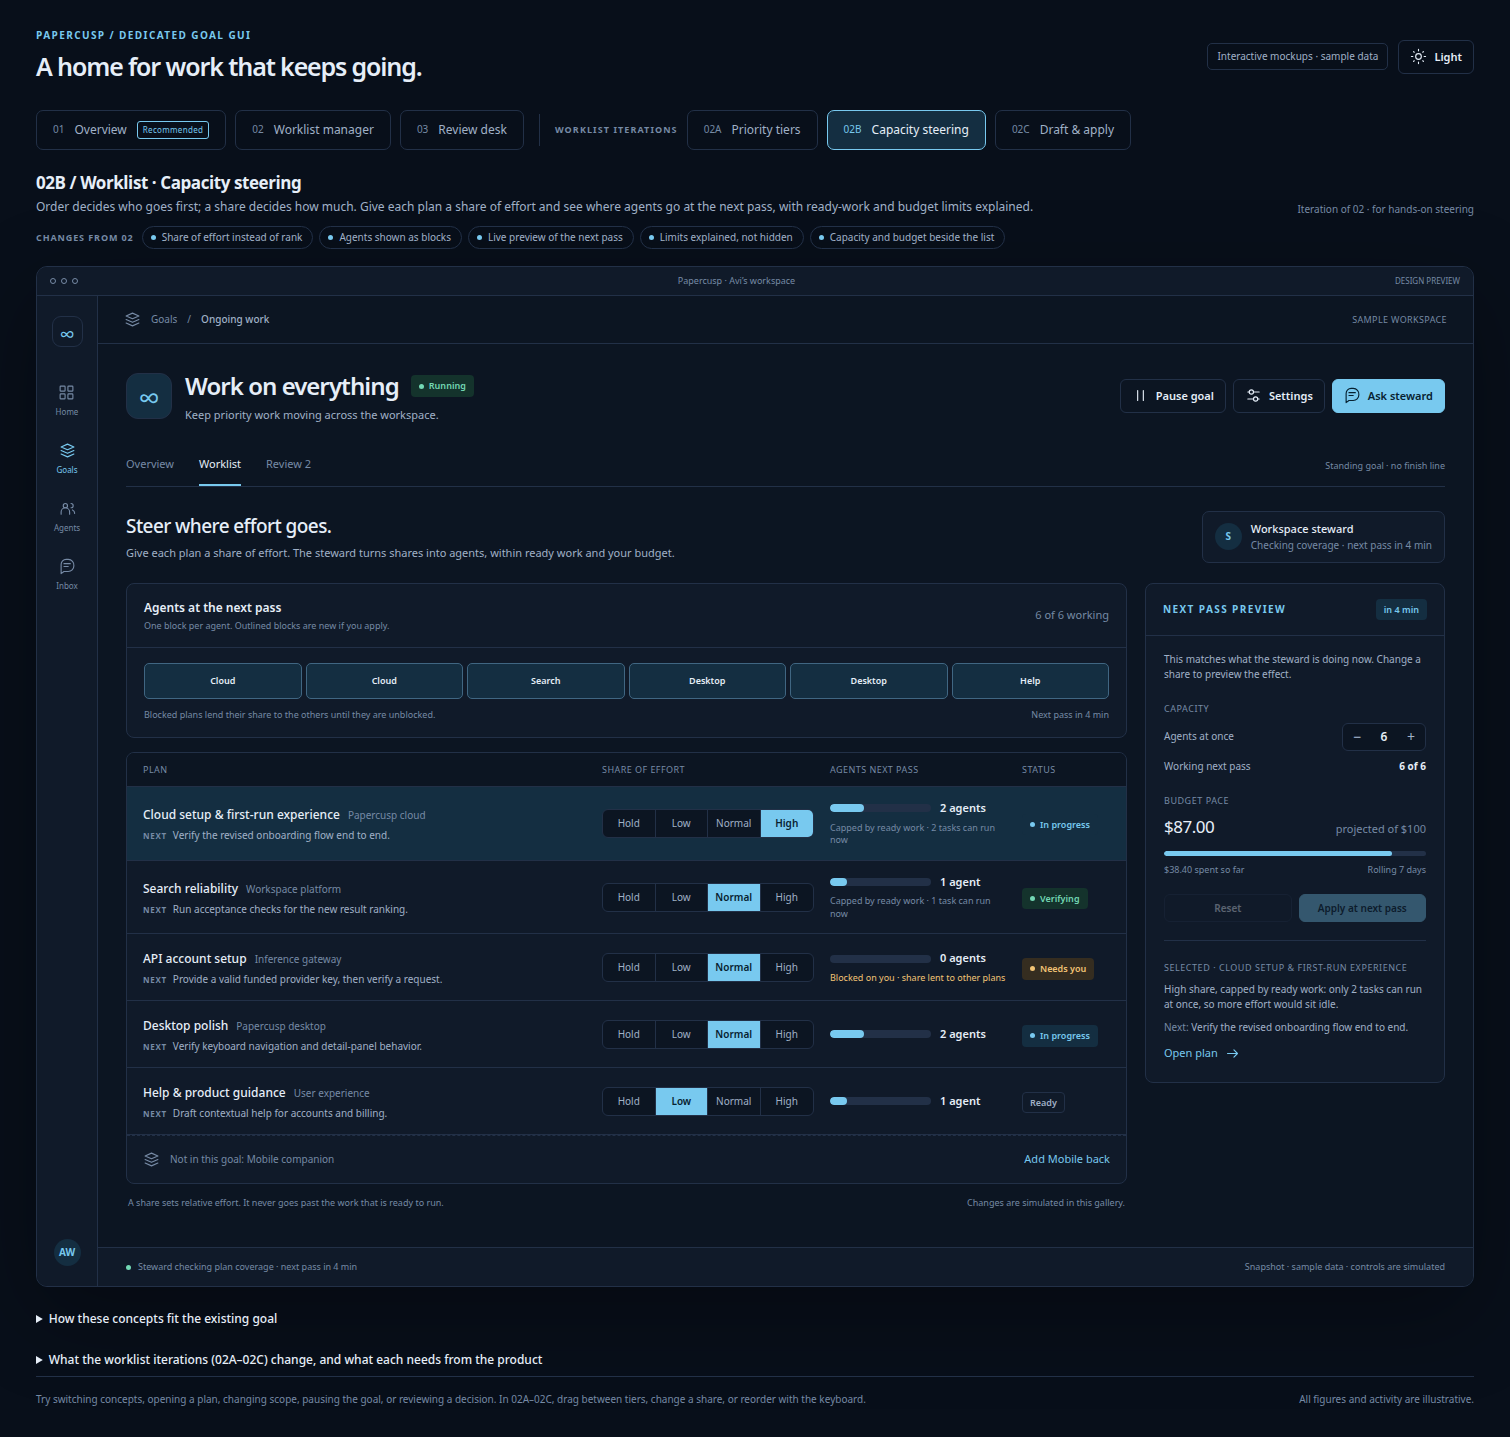 PAPERCUSP / DEDICATED GOAL GUI
A home for work that keeps going.
Interactive mockups · sample data
Light
01 Overview Recommended
02 Worklist manager
03 Review desk
WORKLIST ITERATIONS
02A Priority tiers
02B Capacity steering
02C Draft & apply
02B / Worklist · Capacity steering
Order decides who goes first; a share decides how much. Give each plan a share of effort and see where agents go at the next pass, with ready-work and budget limits explained.
Iteration of 02 · for hands-on steering
CHANGES FROM 02
Share of effort instead of rank
Agents shown as blocks
Live preview of the next pass
Limits explained, not hidden
Capacity and budget beside the list
Papercusp · Avi's workspace
DESIGN PREVIEW
Goals / Ongoing work
SAMPLE WORKSPACE
Home
Goals
Agents
Inbox
AW
Work on everything
Running
Keep priority work moving across the workspace.
Pause goal
Settings
Ask steward
Overview
Worklist
Review 2
Standing goal · no finish line
Steer where effort goes.
Give each plan a share of effort. The steward turns shares into agents, within ready work and your budget.
S
Workspace steward
Checking coverage · next pass in 4 min
Agents at the next pass
One block per agent. Outlined blocks are new if you apply.
6 of 6 working
Cloud
Cloud
Search
Desktop
Desktop
Help
Blocked plans lend their share to the others until they are unblocked.
Next pass in 4 min
PLAN
SHARE OF EFFORT
AGENTS NEXT PASS
STATUS
Cloud setup & first-run experience Papercusp cloud
NEXT Verify the revised onboarding flow end to end.
Hold Low Normal High
2 agents
Capped by ready work · 2 tasks can run
now
In progress
Search reliability Workspace platform
NEXT Run acceptance checks for the new result ranking.
Hold Low Normal High
1 agent
Capped by ready work · 1 task can run
now
Verifying
API account setup Inference gateway
NEXT Provide a valid funded provider key, then verify a request.
Hold Low Normal High
0 agents
Blocked on you · share lent to other plans
Needs you
Desktop polish Papercusp desktop
NEXT Verify keyboard navigation and detail-panel behavior.
Hold Low Normal High
2 agents
In progress
Help & product guidance User experience
NEXT Draft contextual help for accounts and billing.
Hold Low Normal High
1 agent
Ready
Not in this goal: Mobile companion
Add Mobile back
A share sets relative effort. It never goes past the work that is ready to run.
Changes are simulated in this gallery.
NEXT PASS PREVIEW
in 4 min
This matches what the steward is doing now. Change a
share to preview the effect.
CAPACITY
Agents at once
− 6 +
Working next pass
6 of 6
BUDGET PACE
$87.00
projected of $100
$38.40 spent so far
Rolling 7 days
Reset
Apply at next pass
SELECTED · CLOUD SETUP & FIRST-RUN EXPERIENCE
High share, capped by ready work: only 2 tasks can run
at once, so more effort would sit idle.
Next: Verify the revised onboarding flow end to end.
Open plan →
Steward checking plan coverage · next pass in 4 min
Snapshot · sample data · controls are simulated
How these concepts fit the existing goal
What the worklist iterations (02A–02C) change, and what each needs from the product
Try switching concepts, opening a plan, changing scope, pausing the goal, or reviewing a decision. In 02A–02C, drag between tiers, change a share, or reorder with the keyboard.
All figures and activity are illustrative.